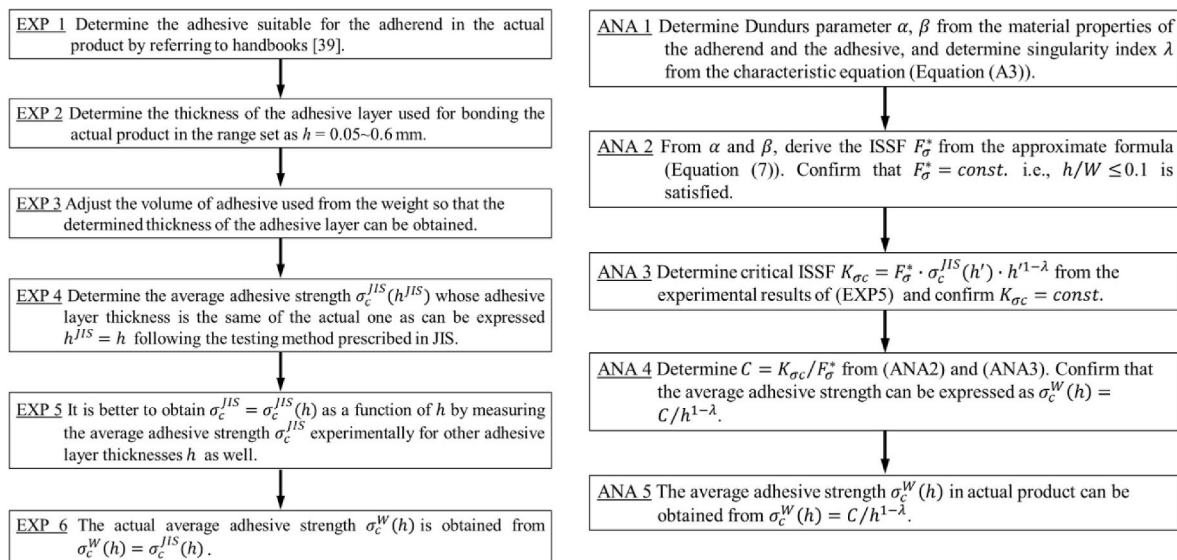 EXP 1 Determine the adhesive suitable for the adherend in the actual
product by referring to handbooks [39].
EXP 2 Determine the thickness of the adhesive layer used for bonding
the actual product in the range set as h = 0.05~0.6 mm.
EXP 3 Adjust the volume of adhesive used from the weight so that the
determined thickness of the adhesive layer can be obtained.
EXP 4 Determine the average adhesive strength σ_c^{JIS}(h^{JIS}) whose adhesive
layer thickness is the same of the actual one as can be expressed
h^{JIS} = h following the testing method prescribed in JIS.
EXP 5 It is better to obtain σ_c^{JIS} = σ_c^{JIS}(h) as a function of h by measuring
the average adhesive strength σ_c^{JIS} experimentally for other adhesive
layer thicknesses h as well.
EXP 6 The actual average adhesive strength σ_c^W(h) is obtained from
σ_c^W(h) = σ_c^{JIS}(h).
ANA 1 Determine Dundurs parameter α, β from the material properties of
the adherend and the adhesive, and determine singularity index λ
from the characteristic equation (Equation (A3)).
ANA 2 From α and β, derive the ISSF F_σ^* from the approximate formula
(Equation (7)). Confirm that F_σ^* = const. i.e., h/W ≤0.1 is
satisfied.
ANA 3 Determine critical ISSF K_{σc} = F_σ^* · σ_c^{JIS}(h′) · h′^{1−λ} from the
experimental results of (EXP5) and confirm K_{σc} = const.
ANA 4 Determine C = K_{σc}/F_σ^* from (ANA2) and (ANA3). Confirm that
the average adhesive strength can be expressed as σ_c^W(h) =
C/h^{1−λ}.
ANA 5 The average adhesive strength σ_c^W(h) in actual product can be
obtained from σ_c^W(h) = C/h^{1−λ}.